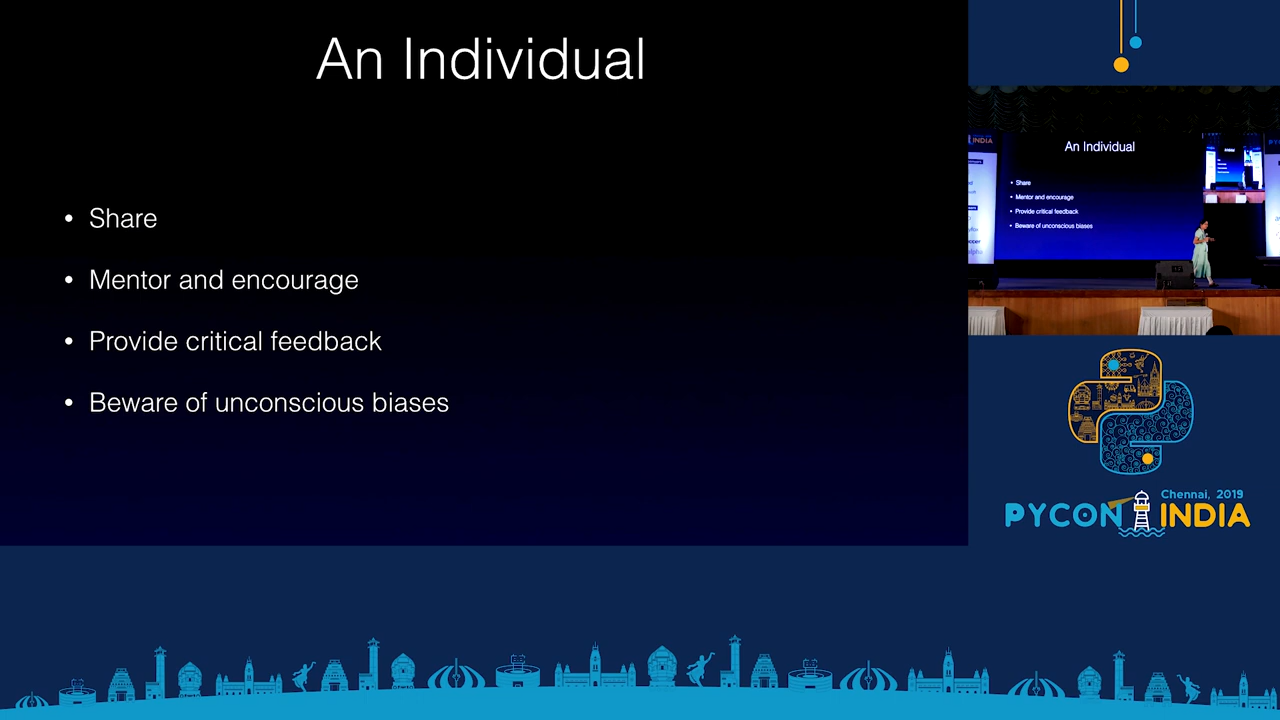 An Individual
• Share
• Mentor and encourage
• Provide critical feedback
• Beware of unconscious biases
INDIA
An Individual
• Share
• Mentor and encourage
• Provide critical feedback
• Beware of unconscious biases
Chennai, 2019
PYCON INDIA